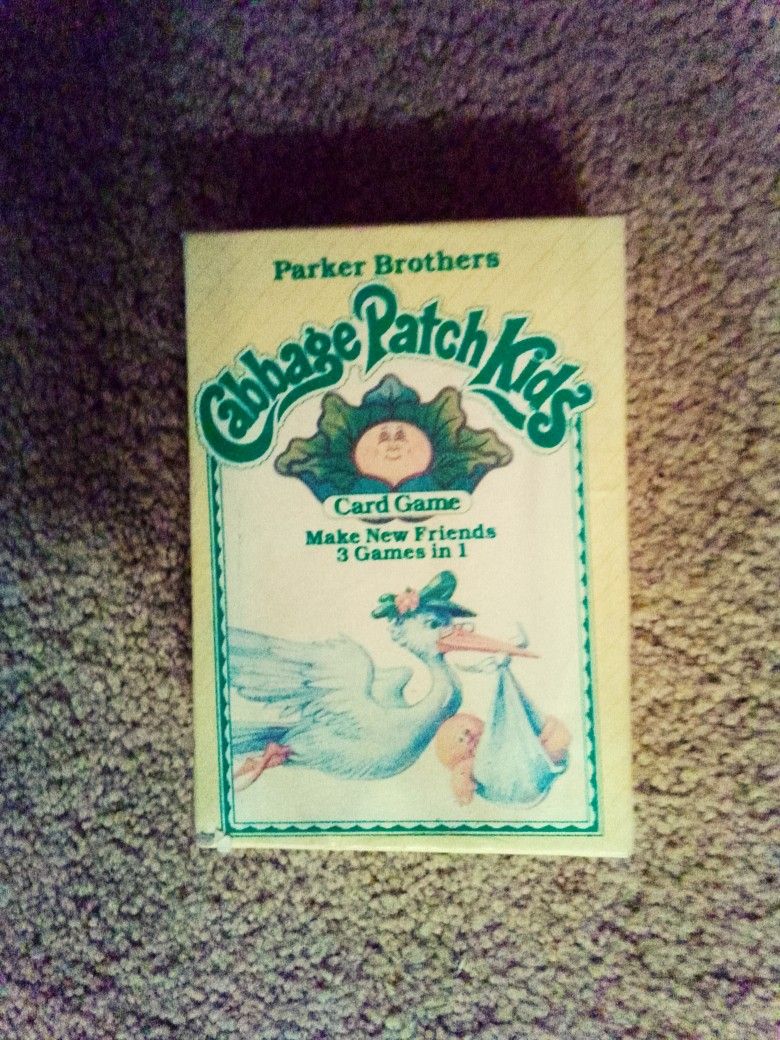 Parker Brothers
Cabbage Patch Kids
Card Game
Make New Friends
3 Games in 1